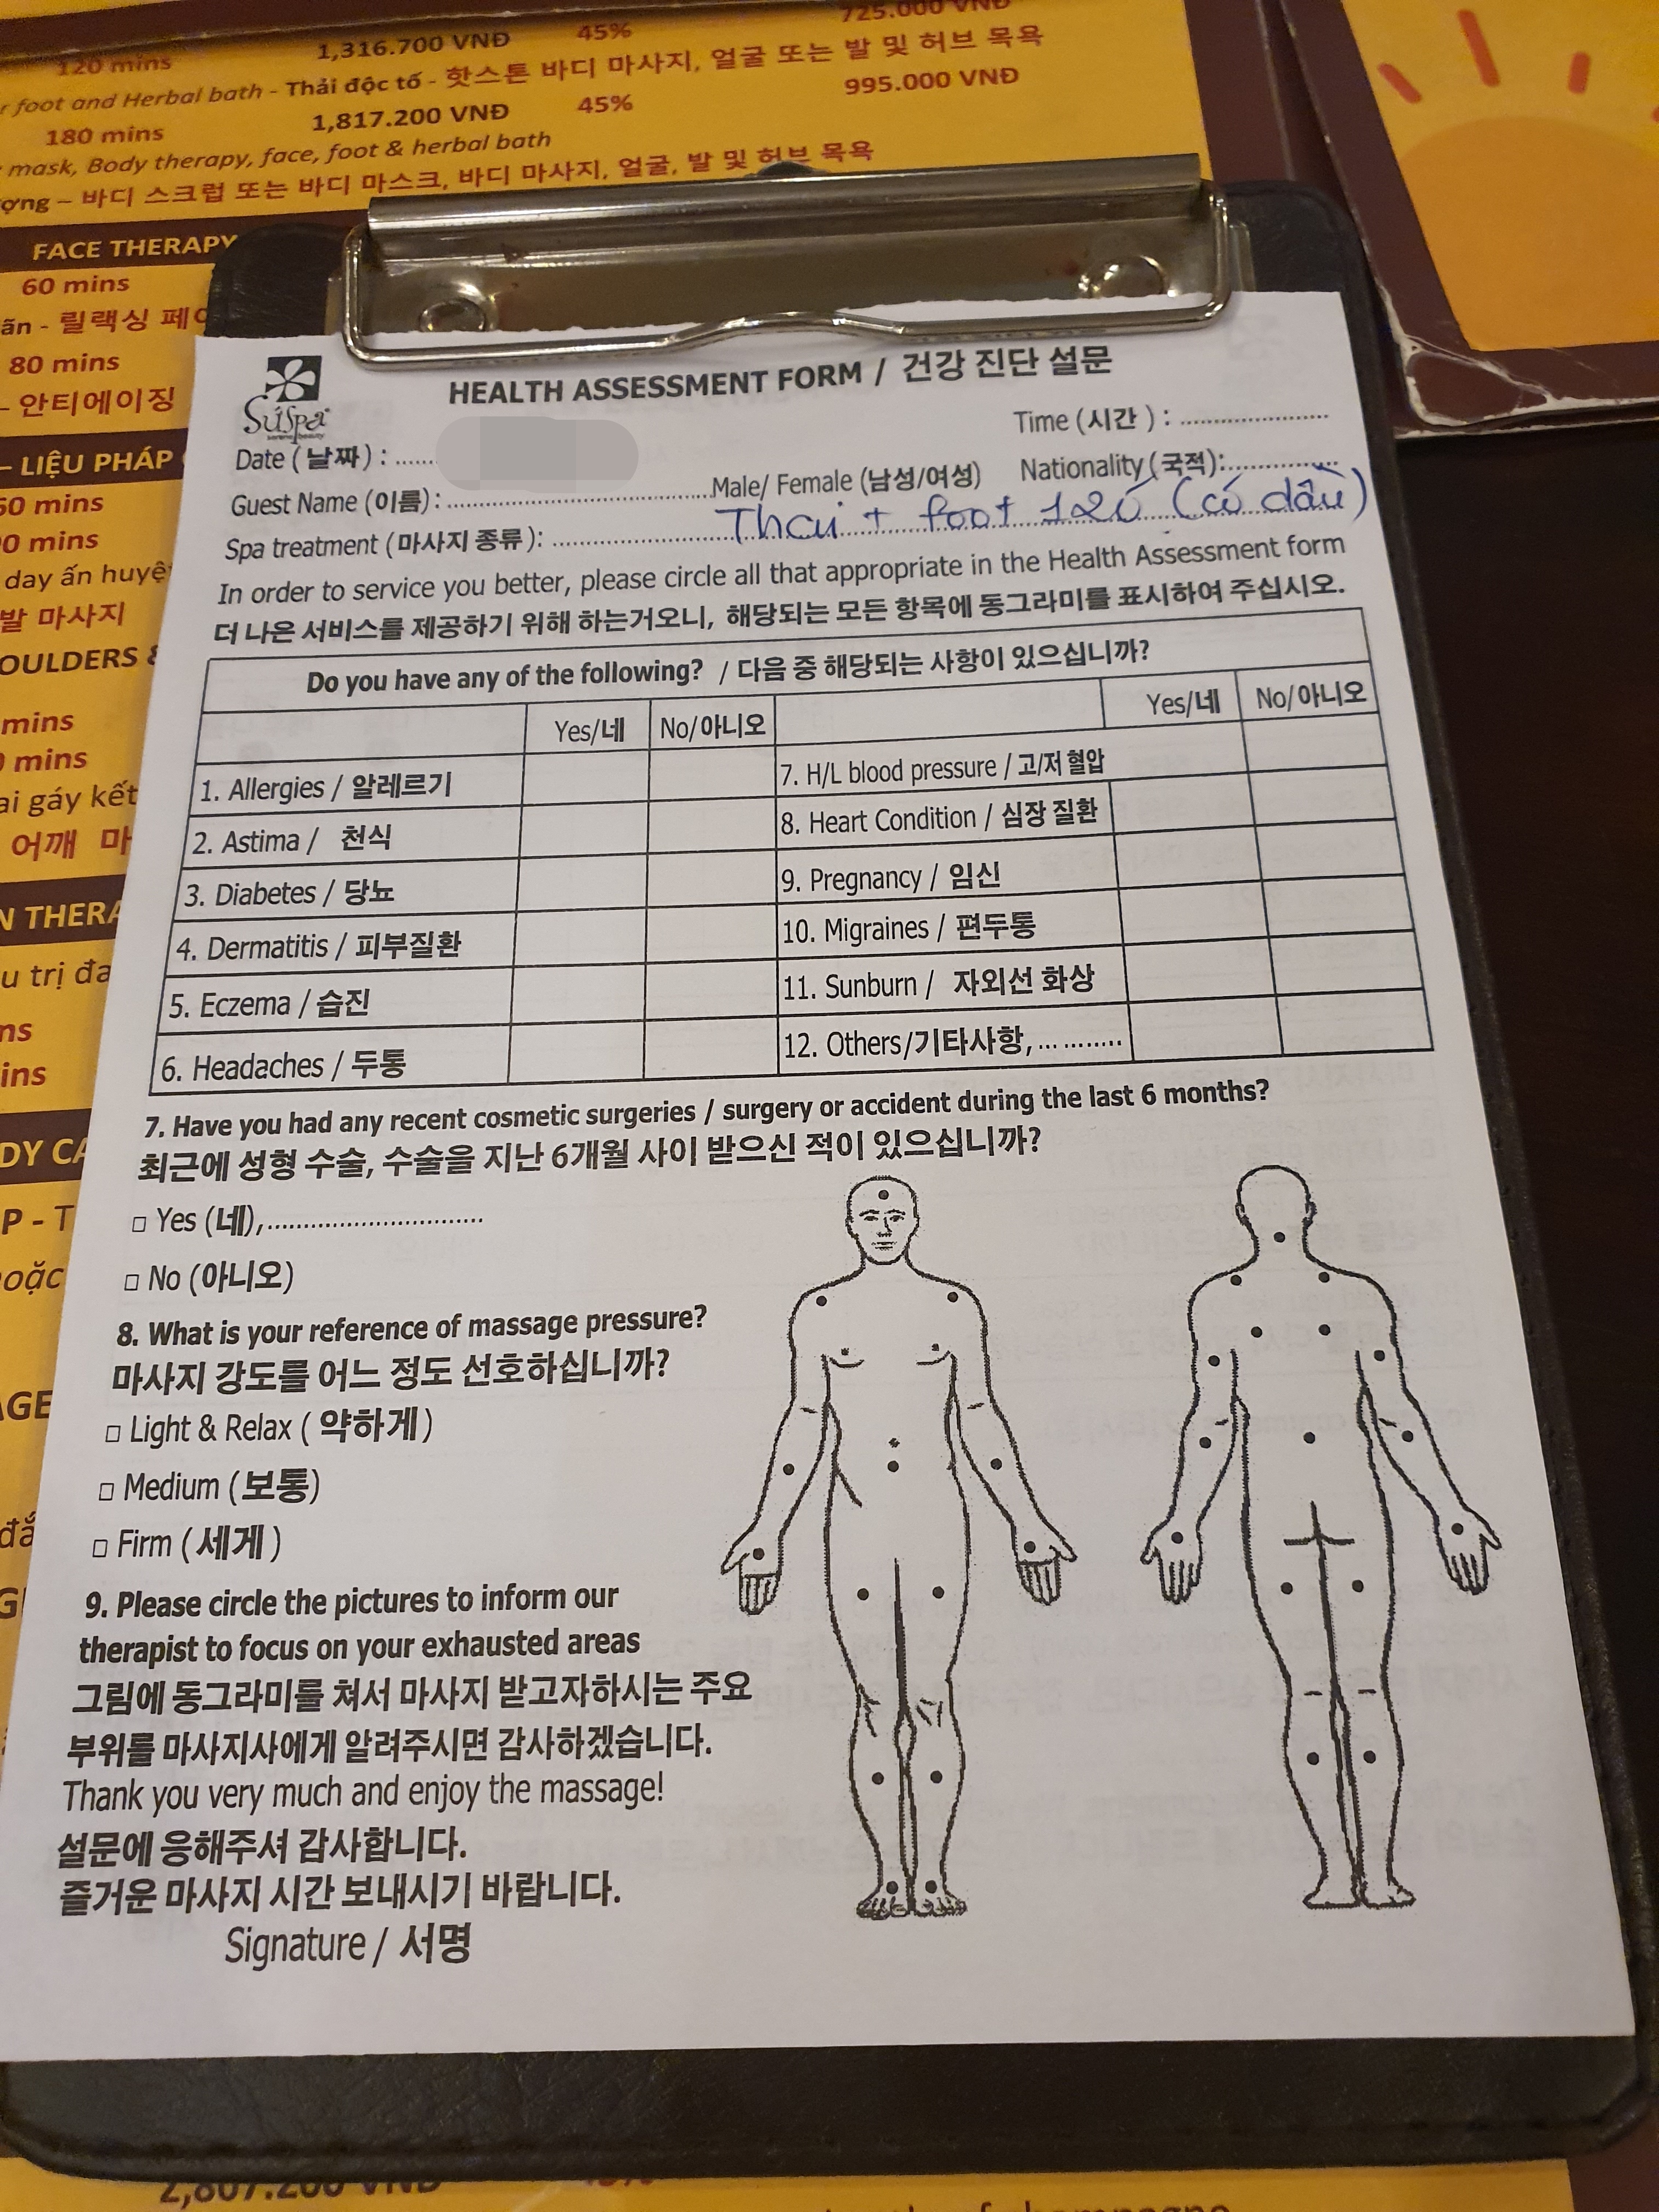 725.000 VNĐ
120 mins 1,316.700 VNĐ 45%
foot and Herbal bath - Thải độc tố - 핫스톤 바디 마사지, 얼굴 또는 발 및 허브 목욕
180 mins 1,817.200 VNĐ 45% 995.000 VNĐ
mask, Body therapy, face, foot & herbal bath
– 바디 스크럽 또는 바디 마스크, 바디 마사지, 얼굴, 발 및 허브 목욕
FACE THERAPY
60 mins
- 릴랙싱
80 mins
- 안티에이징
– LIỆU PHÁP
day ấn huyệt
발 마사지
mins
mins
어깨
SúSpa
serene beauty
HEALTH ASSESSMENT FORM / 건강 진단 설문
Time (시간) : ......................
Date (날짜) : ......
Guest Name (이름): ........................................Male/ Female (남성/여성) Nationality (국적):.................
Spa treatment (마사지 종류): ........................ Thai + foot 120 (có dầu)
In order to service you better, please circle all that appropriate in the Health Assessment form
더 나은 서비스를 제공하기 위해 하는거오니, 해당되는 모든 항목에 동그라미를 표시하여 주십시오.
Do you have any of the following? / 다음 중 해당되는 사항이 있으십니까?
Yes/네 No/아니오 Yes/네 No/아니오
1. Allergies / 알레르기 7. H/L blood pressure / 고/저 혈압
2. Astima / 천식 8. Heart Condition / 심장 질환
3. Diabetes / 당뇨 9. Pregnancy / 임신
4. Dermatitis / 피부질환 10. Migraines / 편두통
5. Eczema / 습진 11. Sunburn / 자외선 화상
6. Headaches / 두통 12. Others/기타사항, ............
7. Have you had any recent cosmetic surgeries / surgery or accident during the last 6 months?
최근에 성형 수술, 수술을 지난 6개월 사이 받으신 적이 있으십니까?
□ Yes (네),..............................
□ No (아니오)
8. What is your reference of massage pressure?
마사지 강도를 어느 정도 선호하십니까?
□ Light & Relax ( 약하게 )
□ Medium (보통)
□ Firm ( 세게 )
9. Please circle the pictures to inform our
therapist to focus on your exhausted areas
그림에 동그라미를 쳐서 마사지 받고자하시는 주요
부위를 마사지사에게 알려주시면 감사하겠습니다.
Thank you very much and enjoy the massage!
설문에 응해주셔 감사합니다.
즐거운 마사지 시간 보내시기 바랍니다.
Signature / 서명